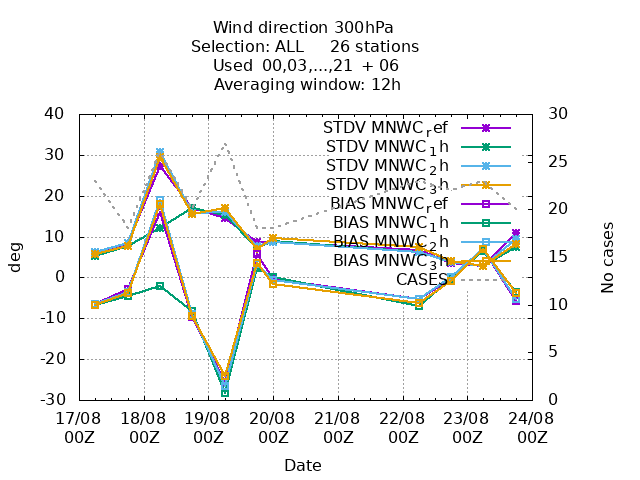 Wind direction 300hPa
Selection: ALL 26 stations
Used 00,03,...,21 + 06
Averaging window: 12h
40 30
STDV MNWC_ref
STDV MNWC_1h
30 25
STDV MNWC_2h
STDV MNWC_3h
20 BIAS MNWC_ref 20
BIAS MNWC_1h
10 BIAS MNWC_2h 15
BIAS MNWC_3h
0 CASES
-10 10
-20 5
-30 0
deg
No cases
17/08 18/08 19/08 20/08 21/08 22/08 23/08 24/08
00Z 00Z 00Z 00Z 00Z 00Z 00Z 00Z
Date